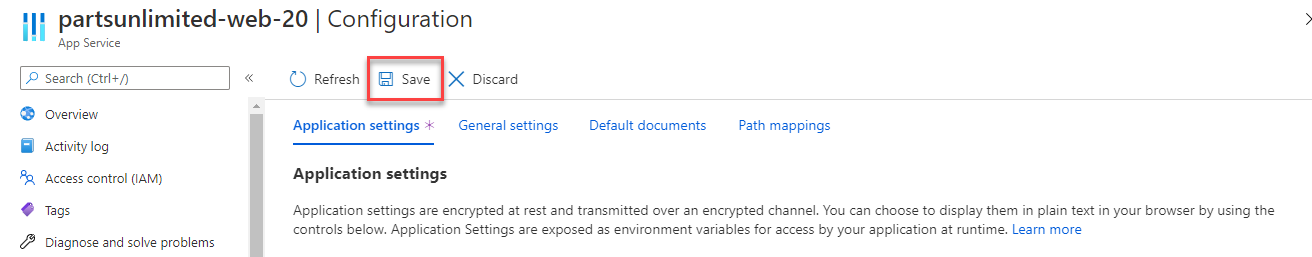 partsunlimited-web-20 | Configuration
App Service
Search (Ctrl+/)
«
Refresh Save Discard
Overview
Activity log
Access control (IAM)
Tags
Diagnose and solve problems
Application settings * General settings Default documents Path mappings
Application settings
Application settings are encrypted at rest and transmitted over an encrypted channel. You can choose to display them in plain text in your browser by using the
controls below. Application Settings are exposed as environment variables for access by your application at runtime. Learn more